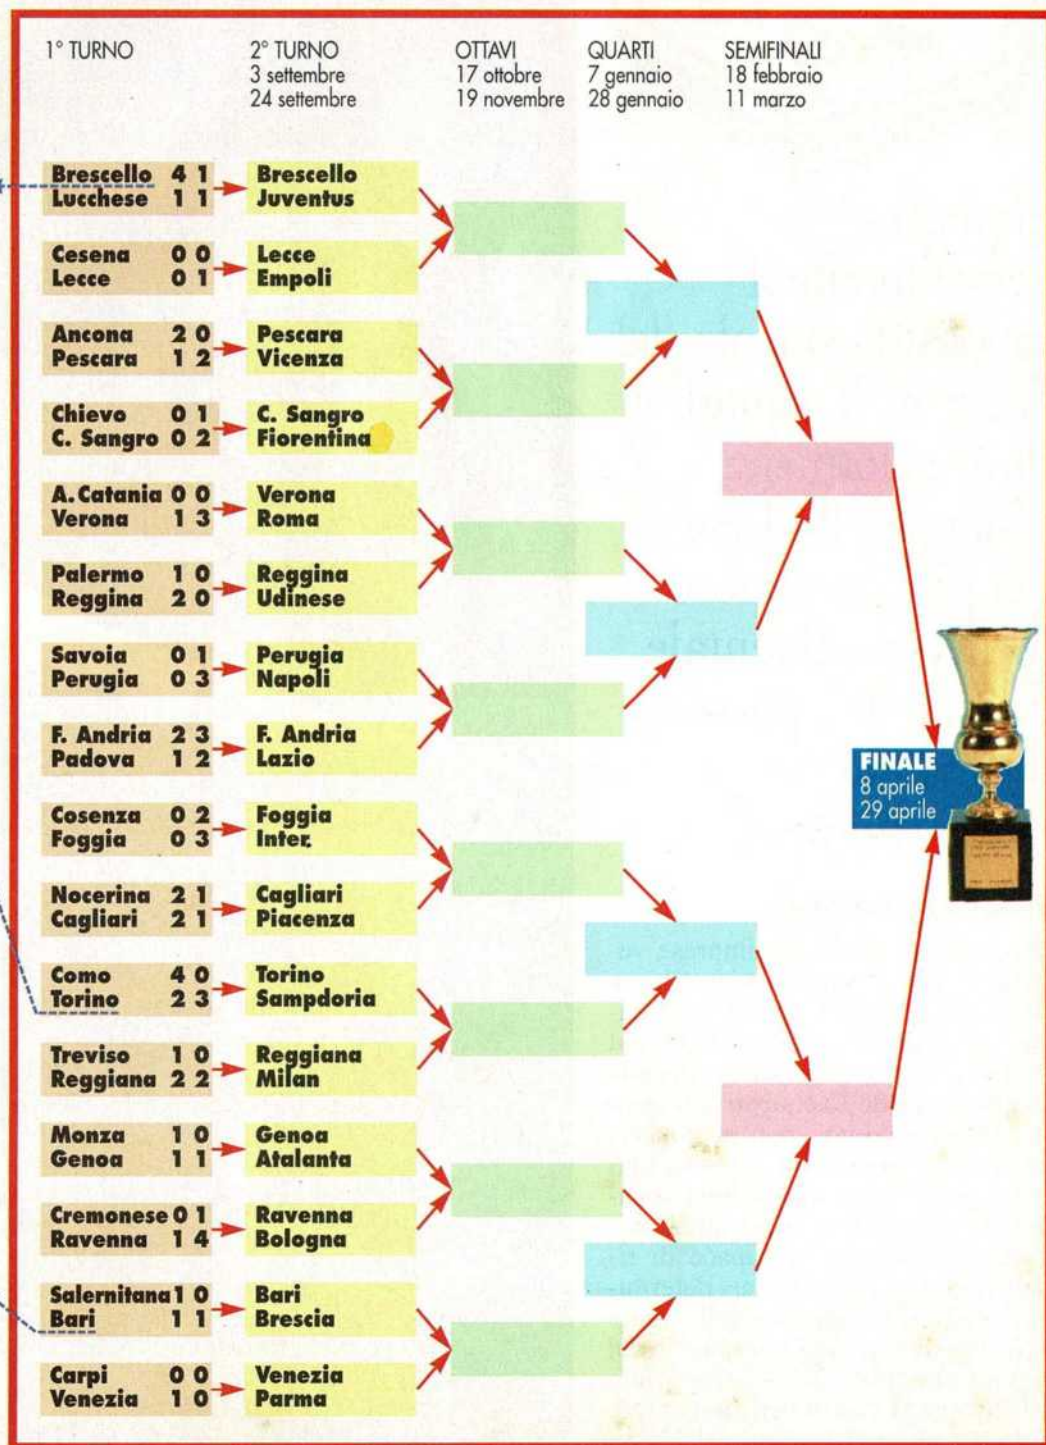 1° TURNO
2° TURNO
3 settembre
24 settembre
OTTAVI
17 ottobre
19 novembre
QUARTI
7 gennaio
28 gennaio
SEMIFINALI
18 febbraio
11 marzo
Brescello 4 1
Lucchese 1 1
Brescello
Juventus
Cesena 0 0
Lecce 0 1
Lecce
Empoli
Ancona 2 0
Pescara 1 2
Pescara
Vicenza
Chievo 0 1
C. Sangro 0 2
C. Sangro
Fiorentina
A. Catania 0 0
Verona 1 3
Verona
Roma
Palermo 1 0
Reggina 2 0
Reggina
Udinese
Savoia 0 1
Perugia 0 3
Perugia
Napoli
F. Andria 2 3
Padova 1 2
F. Andria
Lazio
Cosenza 0 2
Foggia 0 3
Foggia
Inter
Nocerina 2 1
Cagliari 2 1
Cagliari
Piacenza
Como 4 0
Torino 2 3
Torino
Sampdoria
Treviso 1 0
Reggiana 2 2
Reggiana
Milan
Monza 1 0
Genoa 1 1
Genoa
Atalanta
Cremonese 0 1
Ravenna 1 4
Ravenna
Bologna
Salernitana 1 0
Bari 1 1
Bari
Brescia
Carpi 0 0
Venezia 1 0
Venezia
Parma
FINALE
8 aprile
29 aprile